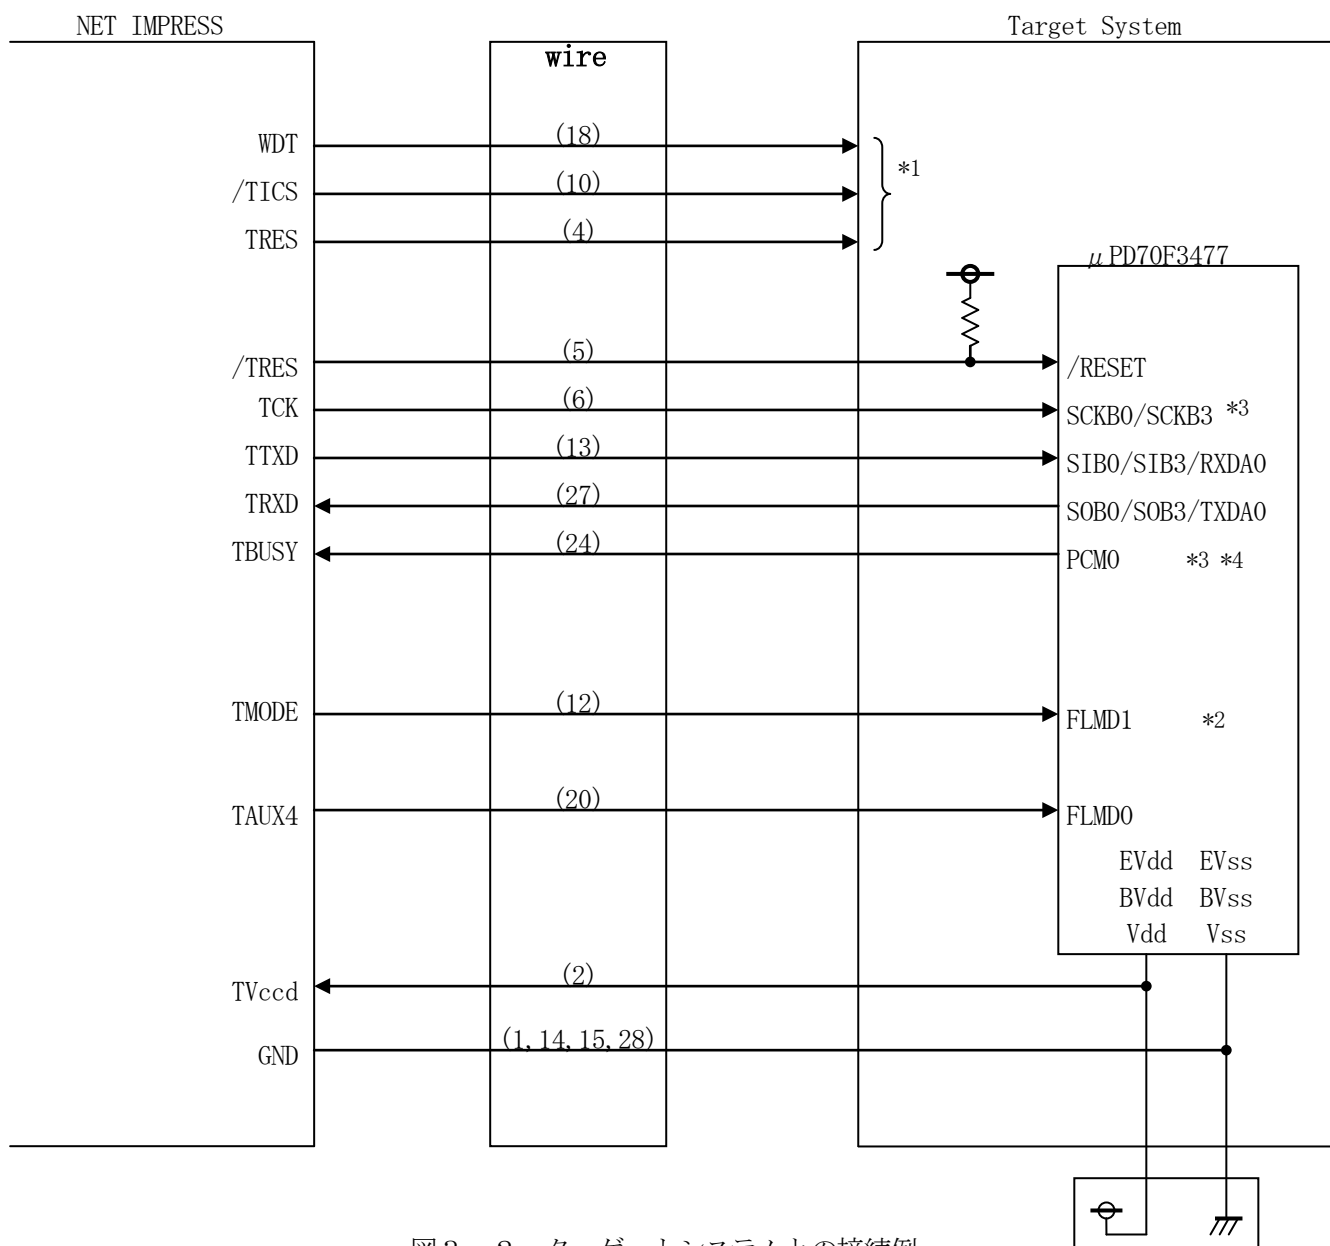 NET IMPRESS
Target System
wire
WDT (18)
*1
/TICS (10)
TRES (4)
μPD70F3477
/TRES (5) /RESET
TCK (6) SCKB0/SCKB3 *3
TTXD (13) SIB0/SIB3/RXDA0
TRXD (27) SOB0/SOB3/TXDA0
TBUSY (24) PCM0 *3 *4
TMODE (12) FLMD1 *2
TAUX4 (20) FLMD0
EVdd EVss
BVdd BVss
Vdd Vss
TVccd (2)
GND (1,14,15,28)